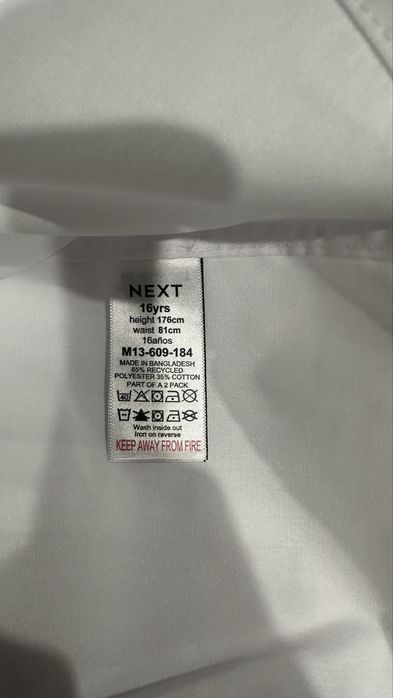 NEXT
16yrs
height 176cm
waist 81cm
16años
M13-609-184
MADE IN BANGLADESH
65% RECYCLED
POLYESTER 35% COTTON
PART OF A 2 PACK
40
Wash inside out
Iron on reverse
KEEP AWAY FROM FIRE